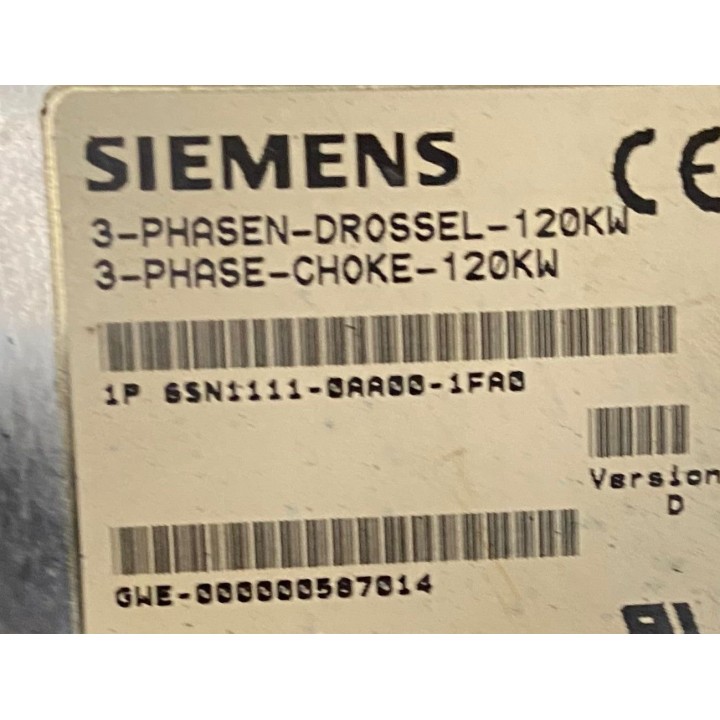 SIEMENS
CE
3-PHASEN-DROSSEL-120KW
3-PHASE-CHOKE-120KW
1P 6SN1111-0AA00-1FA0
Version
D
GWE-000000587014